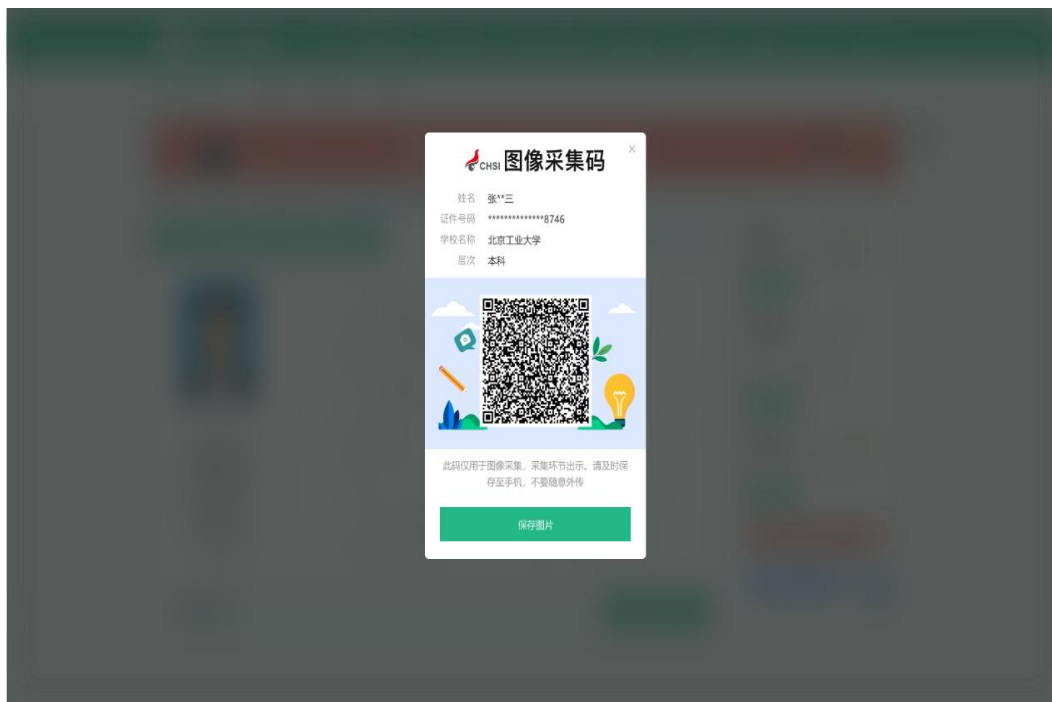 CHSI 图像采集码
×
姓名 张**三
证件号码 **************8746
学校名称 北京工业大学
层次 本科
此码仅用于图像采集、采集环节出示。请及时保
存至手机、不要随意外传
保存图片